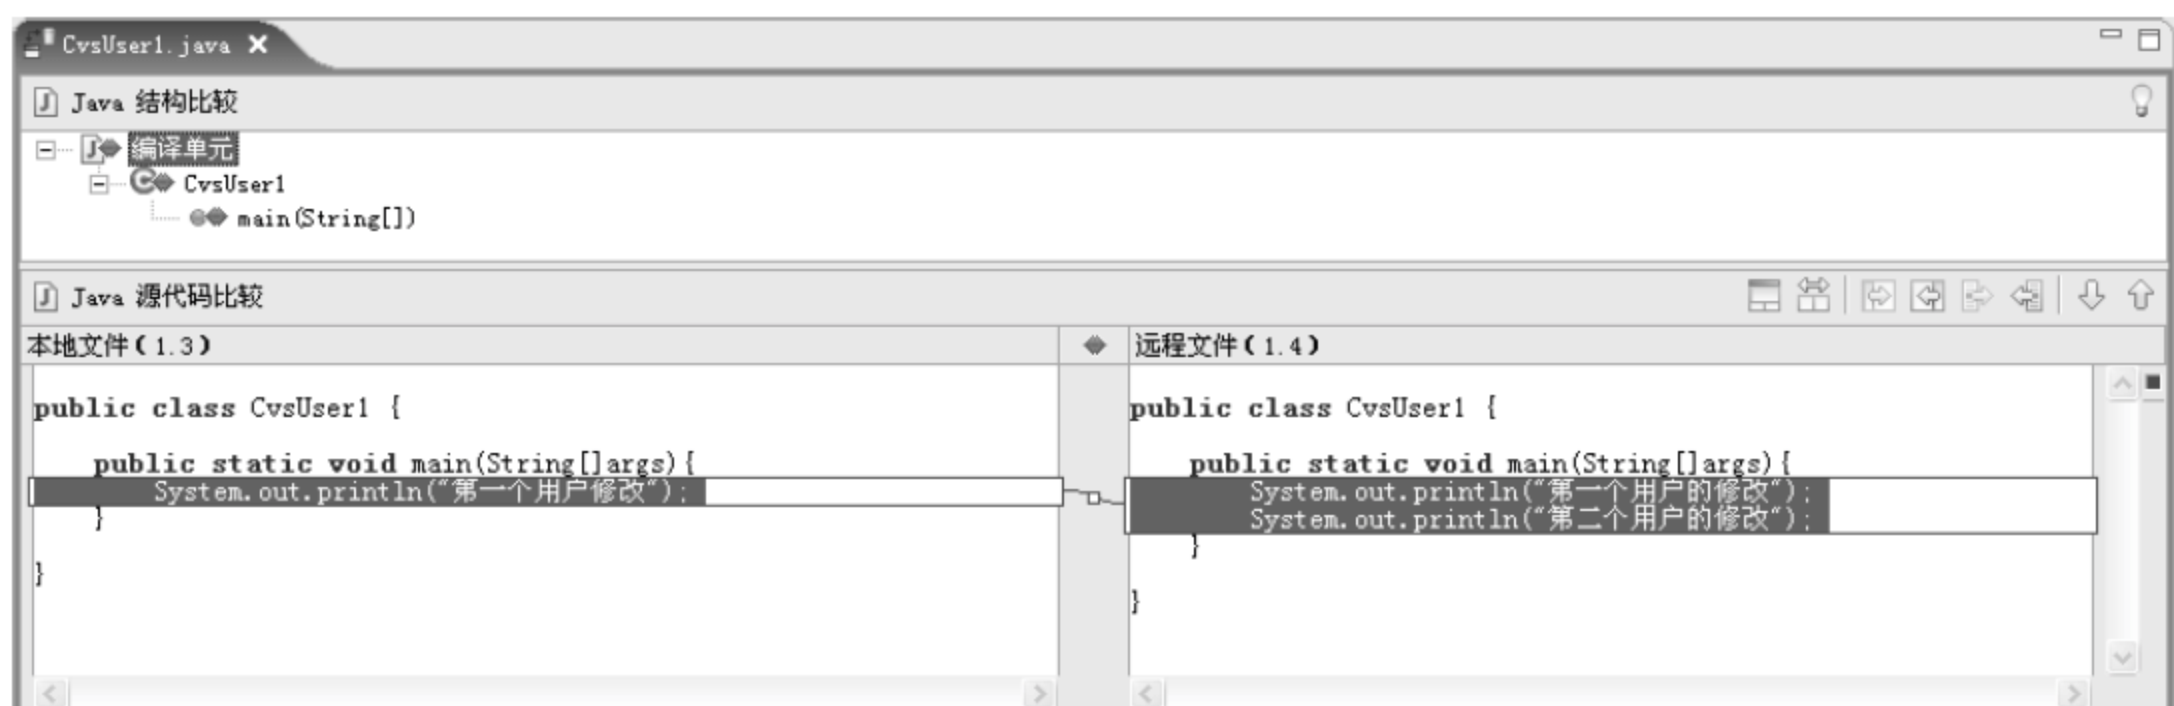 CvsUser1.java
Java 结构比较
编译单元
CvsUser1
main(String[])
Java 源代码比较
本地文件(1.3)
public class CvsUser1 {
public static void main(String[]args){
System.out.println("第一个用户修改");
}
}
远程文件(1.4)
public class CvsUser1 {
public static void main(String[]args){
System.out.println("第一个用户的修改");
System.out.println("第二个用户的修改");
}
}